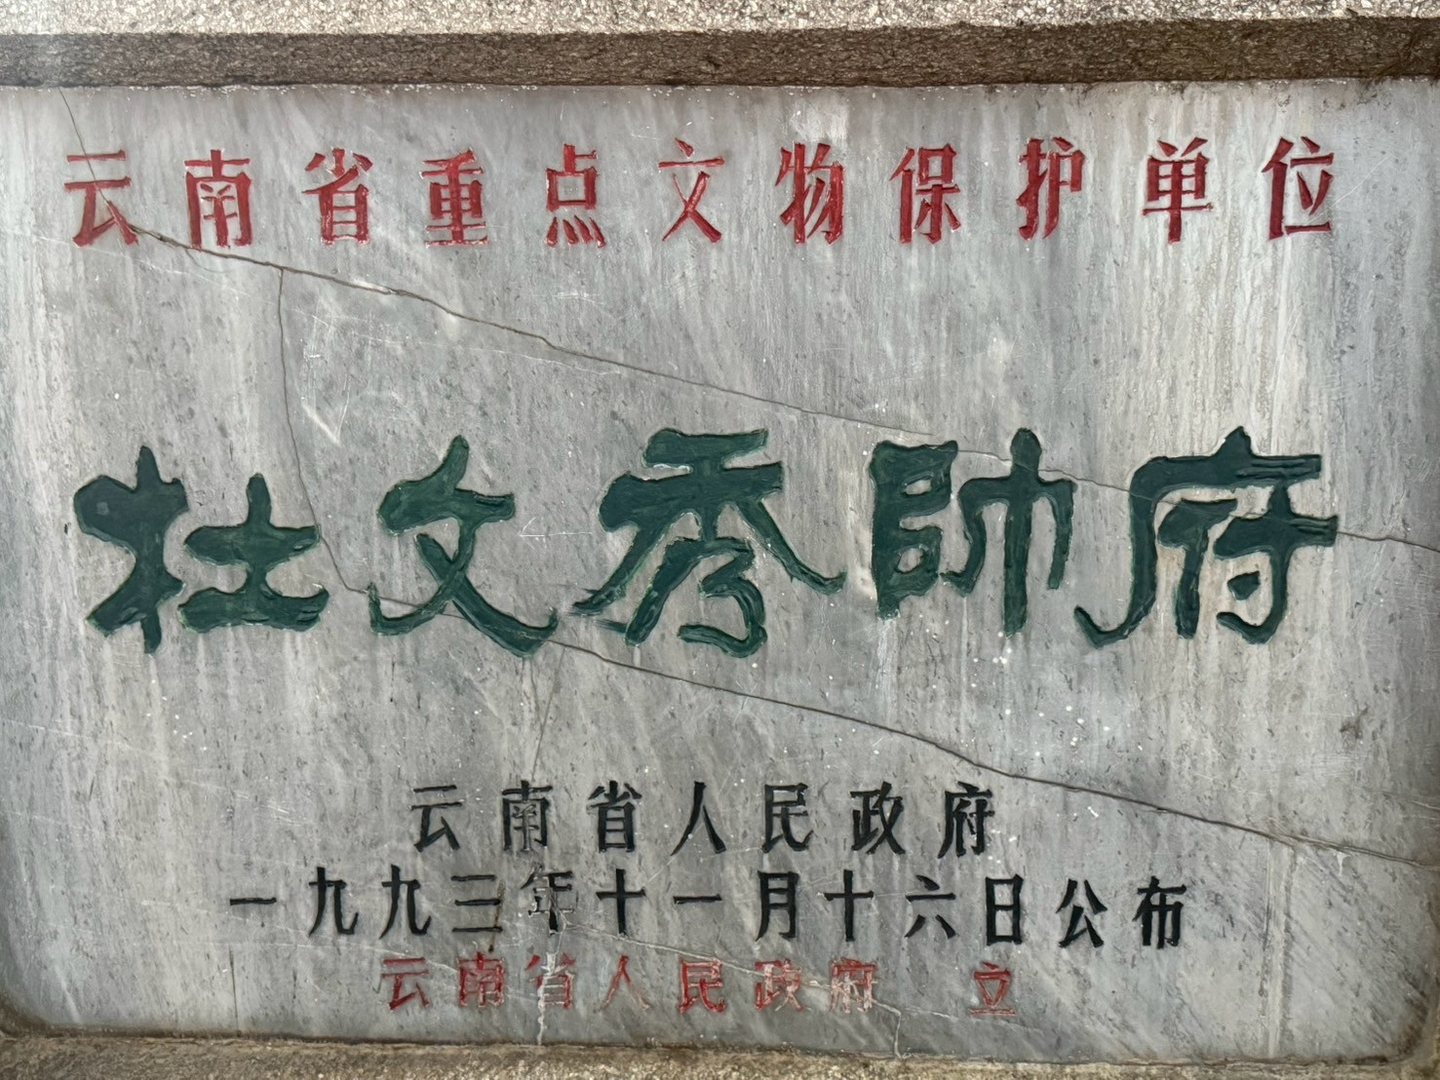 云南省重点文物保护单位
杜文秀帥府
云南省人民政府
一九九三年十一月十六日公布
云南省人民政府 立